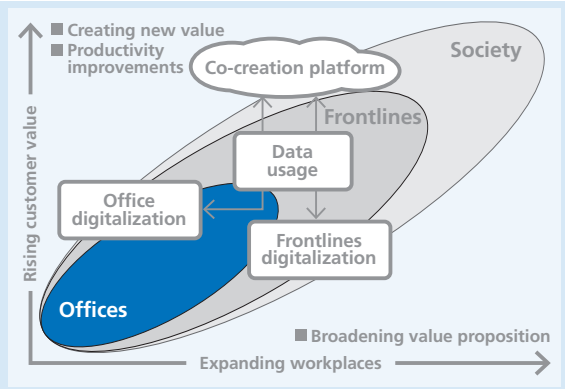 Creating new value
Productivity
improvements
Co-creation platform
Society
Frontlines
Data
usage
Office
digitalization
Frontlines
digitalization
Offices
Rising customer value
Broadening value proposition
Expanding workplaces